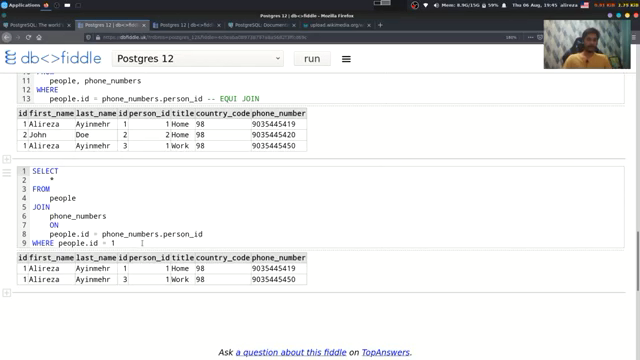 Applications
Postgres 12 | db<>fiddle - Mozilla Firefox
Thu 06 Aug, 19:45 alireza
PostgreSQL: The world
Postgres 12 | db<>fiddle
Postgres 12 | db<>fiddle
PostgreSQL: Document
upload.wikimedia.org/
db<>fiddle
Postgres 12
run
11 people, phone_numbers
12 WHERE
13 people.id = phone_numbers.person_id -- EQUI JOIN
id first_name last_name id person_id title country_code phone_number
1 Alireza Ayinmehr 1 1 Home 98 9035445419
2 John Doe 2 2 Home 98 9035445420
1 Alireza Ayinmehr 3 1 Work 98 9035445450
1 SELECT
2 *
3 FROM
4 people
5 JOIN
6 phone_numbers
7 ON
8 people.id = phone_numbers.person_id
9 WHERE people.id = 1
id first_name last_name id person_id title country_code phone_number
1 Alireza Ayinmehr 1 1 Home 98 9035445419
1 Alireza Ayinmehr 3 1 Work 98 9035445450
Ask a question about this fiddle on TopAnswers.